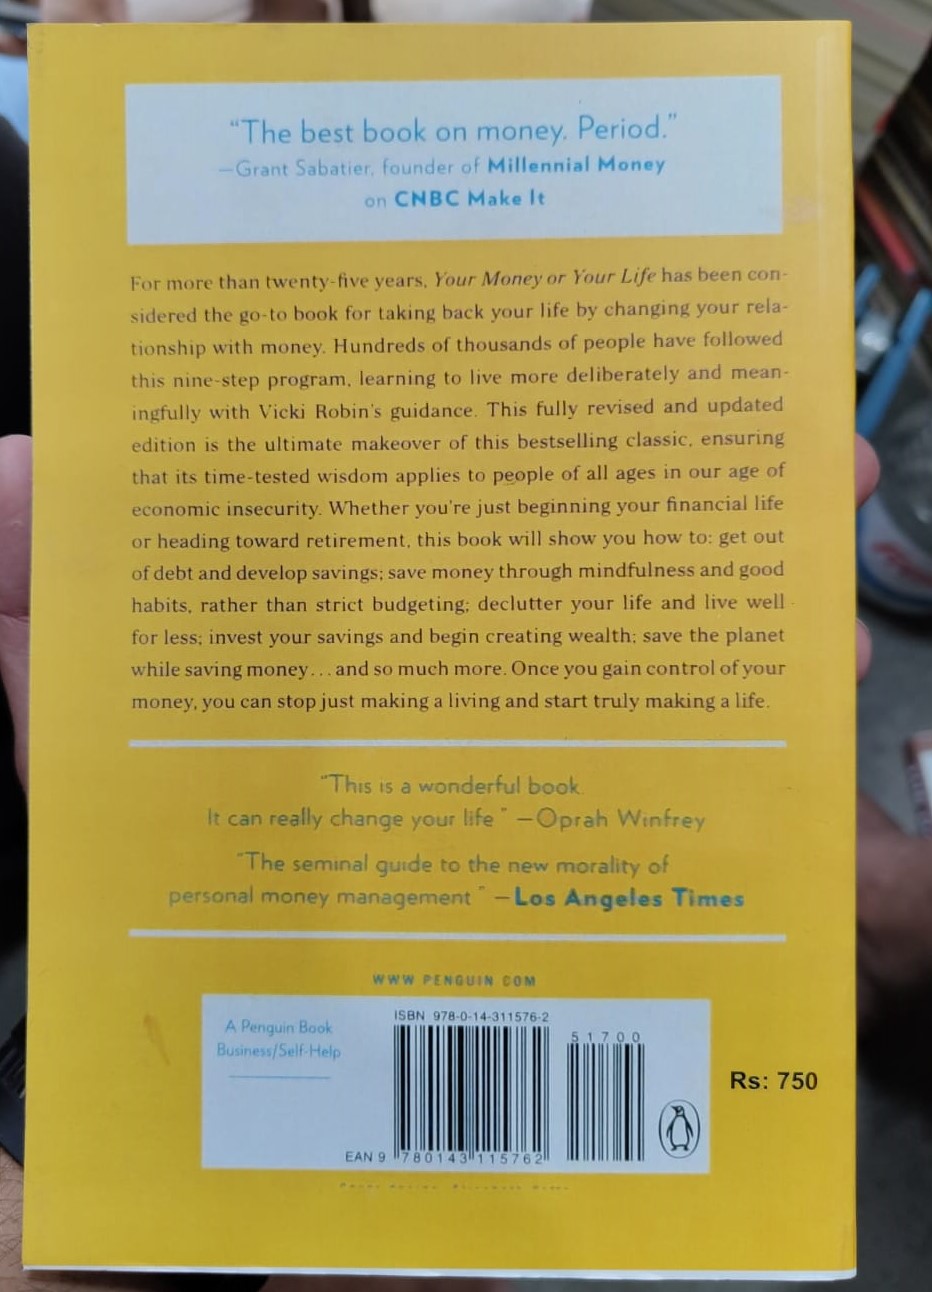 “The best book on money. Period.”
—Grant Sabatier, founder of Millennial Money
on CNBC Make It
For more than twenty-five years, Your Money or Your Life has been con-
sidered the go-to book for taking back your life by changing your rela-
tionship with money. Hundreds of thousands of people have followed
this nine-step program, learning to live more deliberately and mean-
ingfully with Vicki Robin's guidance. This fully revised and updated
edition is the ultimate makeover of this bestselling classic, ensuring
that its time-tested wisdom applies to people of all ages in our age of
economic insecurity. Whether you're just beginning your financial life
or heading toward retirement, this book will show you how to: get out
of debt and develop savings; save money through mindfulness and good
habits, rather than strict budgeting; declutter your life and live well
for less; invest your savings and begin creating wealth; save the planet
while saving money...and so much more. Once you gain control of your
money, you can stop just making a living and start truly making a life.
“This is a wonderful book.
It can really change your life.” —Oprah Winfrey
“The seminal guide to the new morality of
personal money management.” —Los Angeles Times
WWW.PENGUIN.COM
A Penguin Book
Business/Self-Help
ISBN 978-0-14-311576-2
51700
EAN 9 780143 115762
Rs: 750